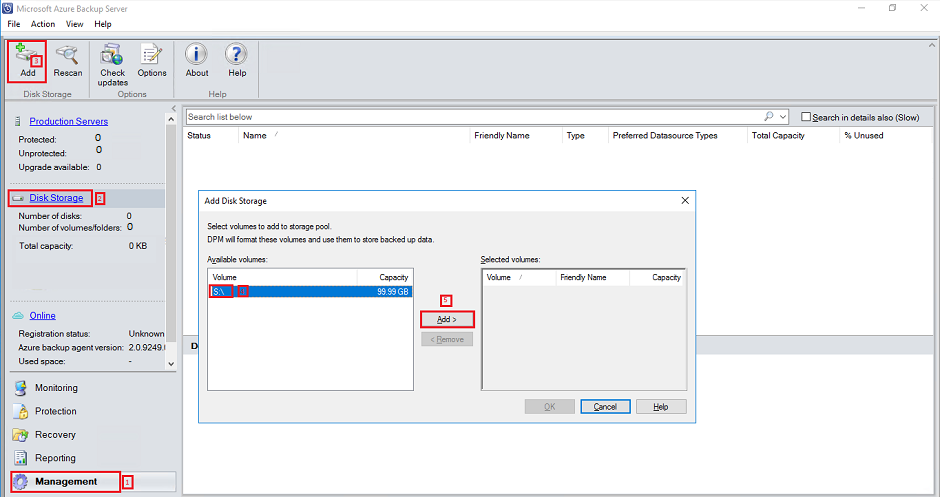 Microsoft Azure Backup Server
File Action View Help
3
Add Rescan Check updates Options About Help
Disk Storage Options Help
Search list below Search in details also (Slow)
Status Name Friendly Name Type Preferred Datasource Types Total Capacity % Unused
Production Servers
Protected: 0
Unprotected: 0
Upgrade available: 0
Disk Storage 2
Number of disks: 0
Number of volumes/folders: 0
Total capacity: 0 KB
Online
Registration status: Unknown
Azure backup agent version: 2.0.9249.
Used space: -
Monitoring
Protection
Recovery
Reporting
Management 1
Add Disk Storage
Select volumes to add to storage pool.
DPM will format these volumes and use them to store backed up data.
Available volumes: Selected volumes:
Volume Capacity Volume Friendly Name Capacity
S:\ 99.99 GB
5
Add >
< Remove
OK Cancel Help